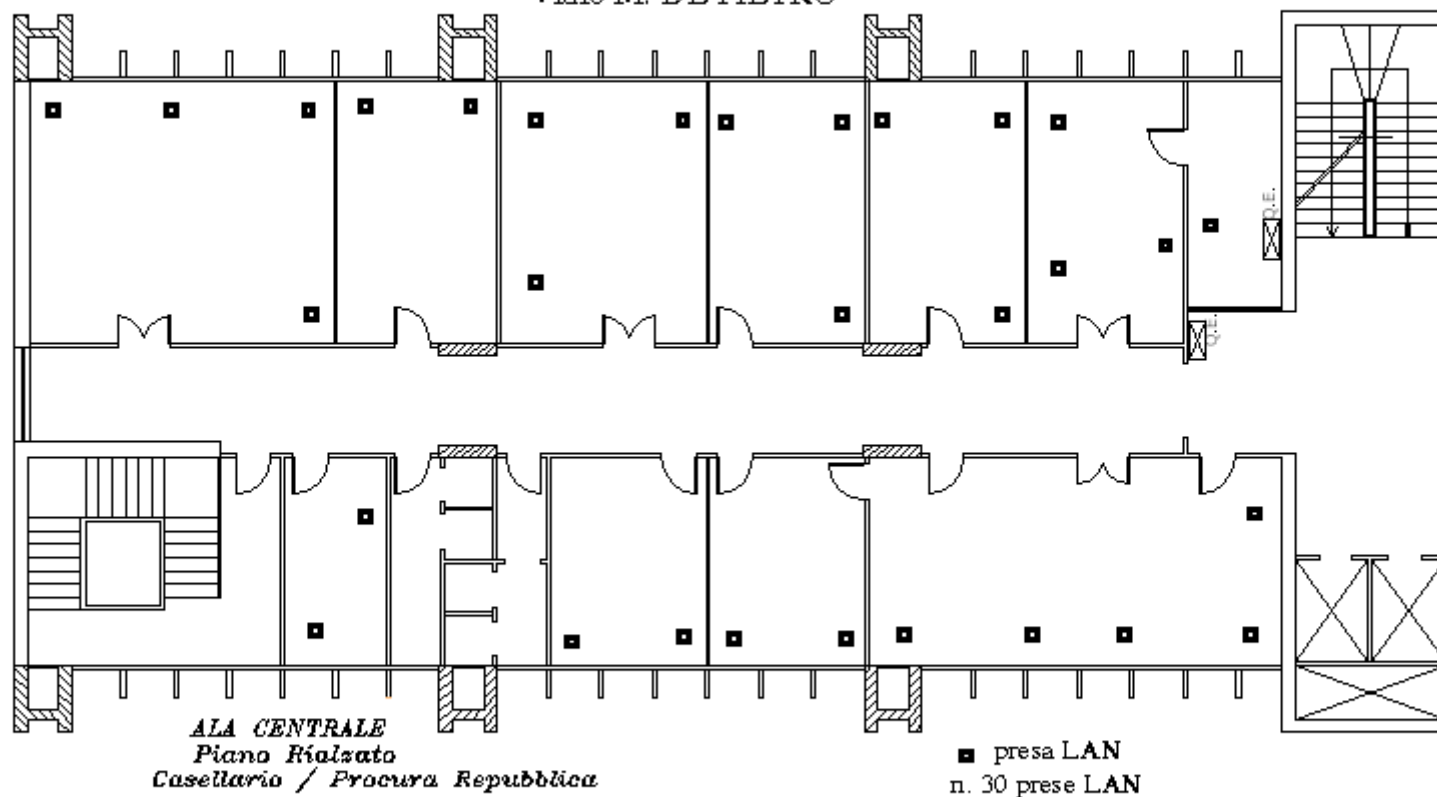 Q.E.
Q.E.
ALA CENTRALE
Piano Rialzato
Casellario / Procura Repubblica
presa LAN
n. 30 prese LAN